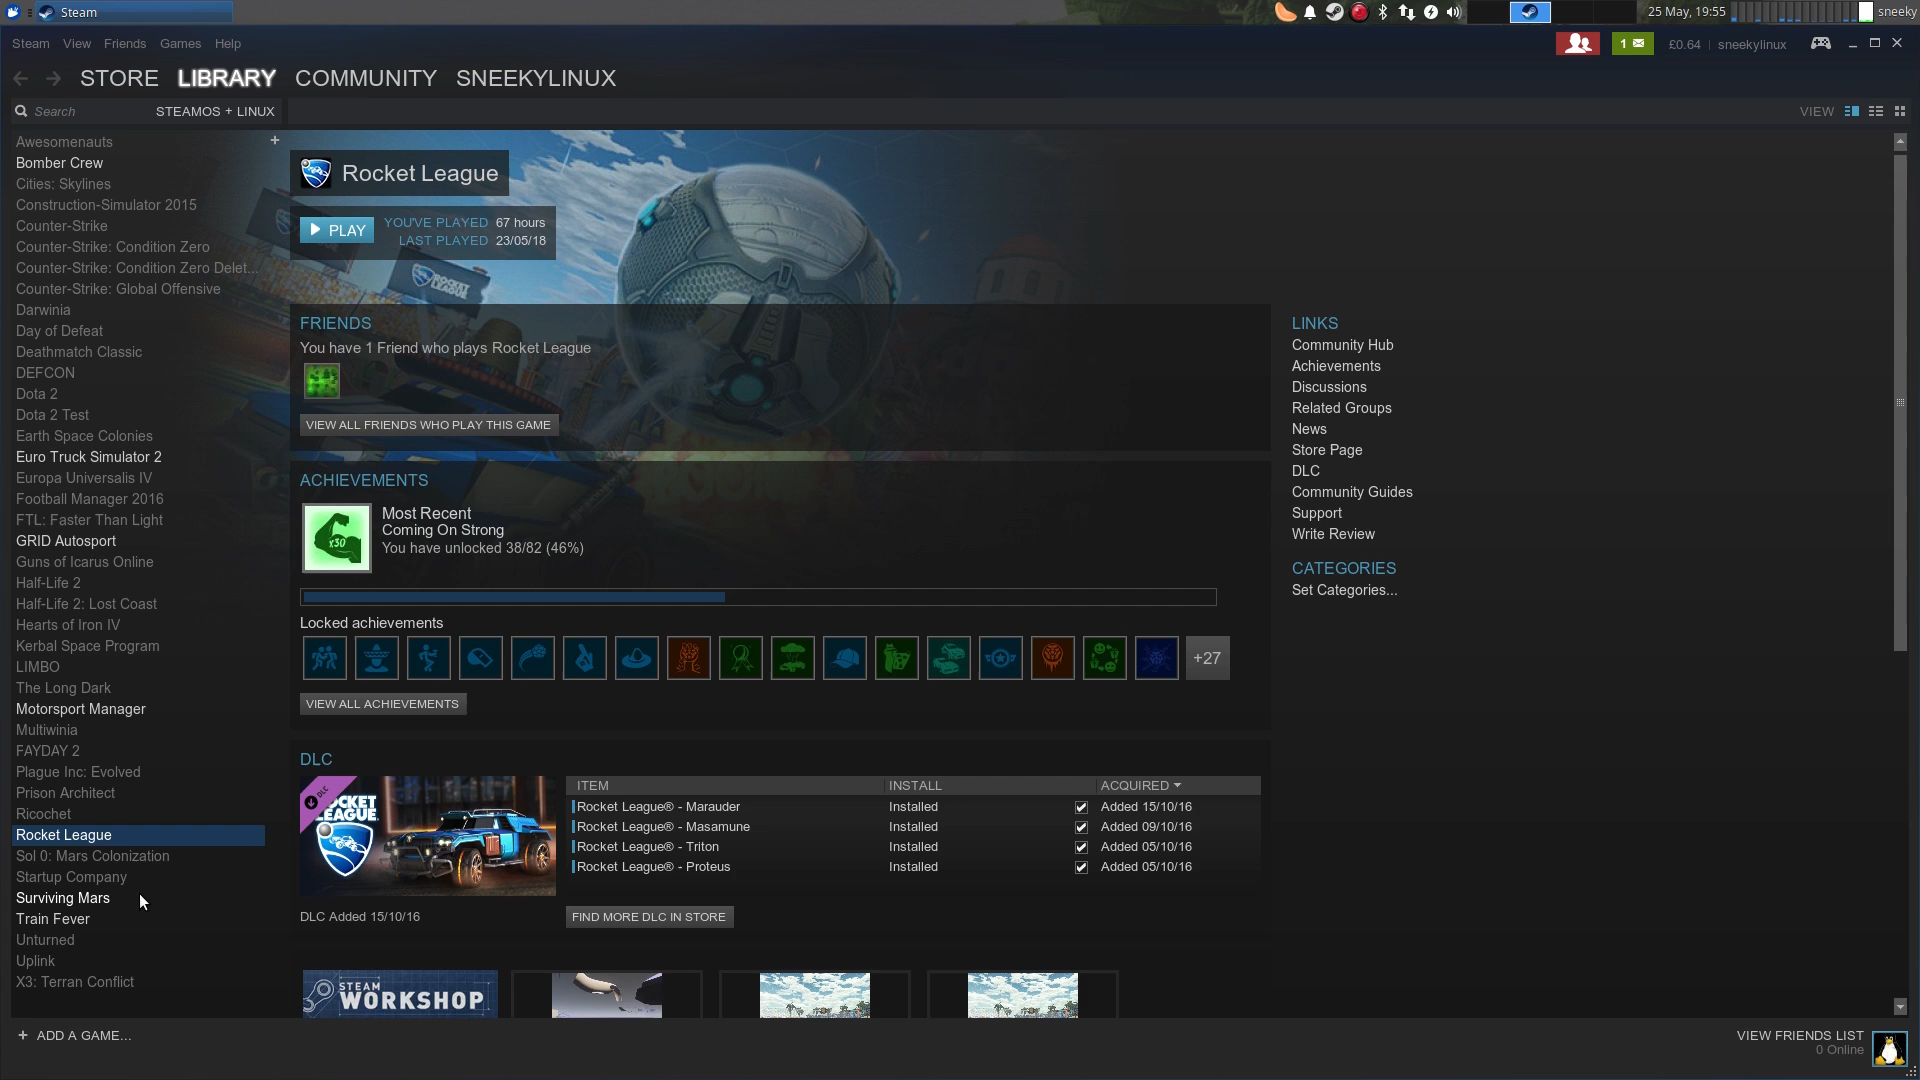 Steam
25 May, 19:55
sneeky
Steam View Friends Games Help
1
£0.64 | sneekylinux
STORE LIBRARY COMMUNITY SNEEKYLINUX
Search
STEAMOS + LINUX
VIEW
Awesomenauts +
Bomber Crew
Cities: Skylines
Construction-Simulator 2015
Counter-Strike
Counter-Strike: Condition Zero
Counter-Strike: Condition Zero Delet...
Counter-Strike: Global Offensive
Darwinia
Day of Defeat
Deathmatch Classic
DEFCON
Dota 2
Dota 2 Test
Earth Space Colonies
Euro Truck Simulator 2
Europa Universalis IV
Football Manager 2016
FTL: Faster Than Light
GRID Autosport
Guns of Icarus Online
Half-Life 2
Half-Life 2: Lost Coast
Hearts of Iron IV
Kerbal Space Program
LIMBO
The Long Dark
Motorsport Manager
Multiwinia
FAYDAY 2
Plague Inc: Evolved
Prison Architect
Ricochet
Rocket League
Sol 0: Mars Colonization
Startup Company
Surviving Mars
Train Fever
Unturned
Uplink
X3: Terran Conflict
+ ADD A GAME...
Rocket League
PLAY
YOU'VE PLAYED 67 hours
LAST PLAYED 23/05/18
ROCKET
LEAGUE
FRIENDS
You have 1 Friend who plays Rocket League
VIEW ALL FRIENDS WHO PLAY THIS GAME
ACHIEVEMENTS
x30
Most Recent
Coming On Strong
You have unlocked 38/82 (46%)
Locked achievements
+27
VIEW ALL ACHIEVEMENTS
DLC
DLC
ROCKET
LEAGUE
DLC Added 15/10/16
ITEM INSTALL ACQUIRED
Rocket League® - Marauder Installed Added 15/10/16
Rocket League® - Masamune Installed Added 09/10/16
Rocket League® - Triton Installed Added 05/10/16
Rocket League® - Proteus Installed Added 05/10/16
FIND MORE DLC IN STORE
STEAM
WORKSHOP
LINKS
Community Hub
Achievements
Discussions
Related Groups
News
Store Page
DLC
Community Guides
Support
Write Review
CATEGORIES
Set Categories...
VIEW FRIENDS LIST
0 Online